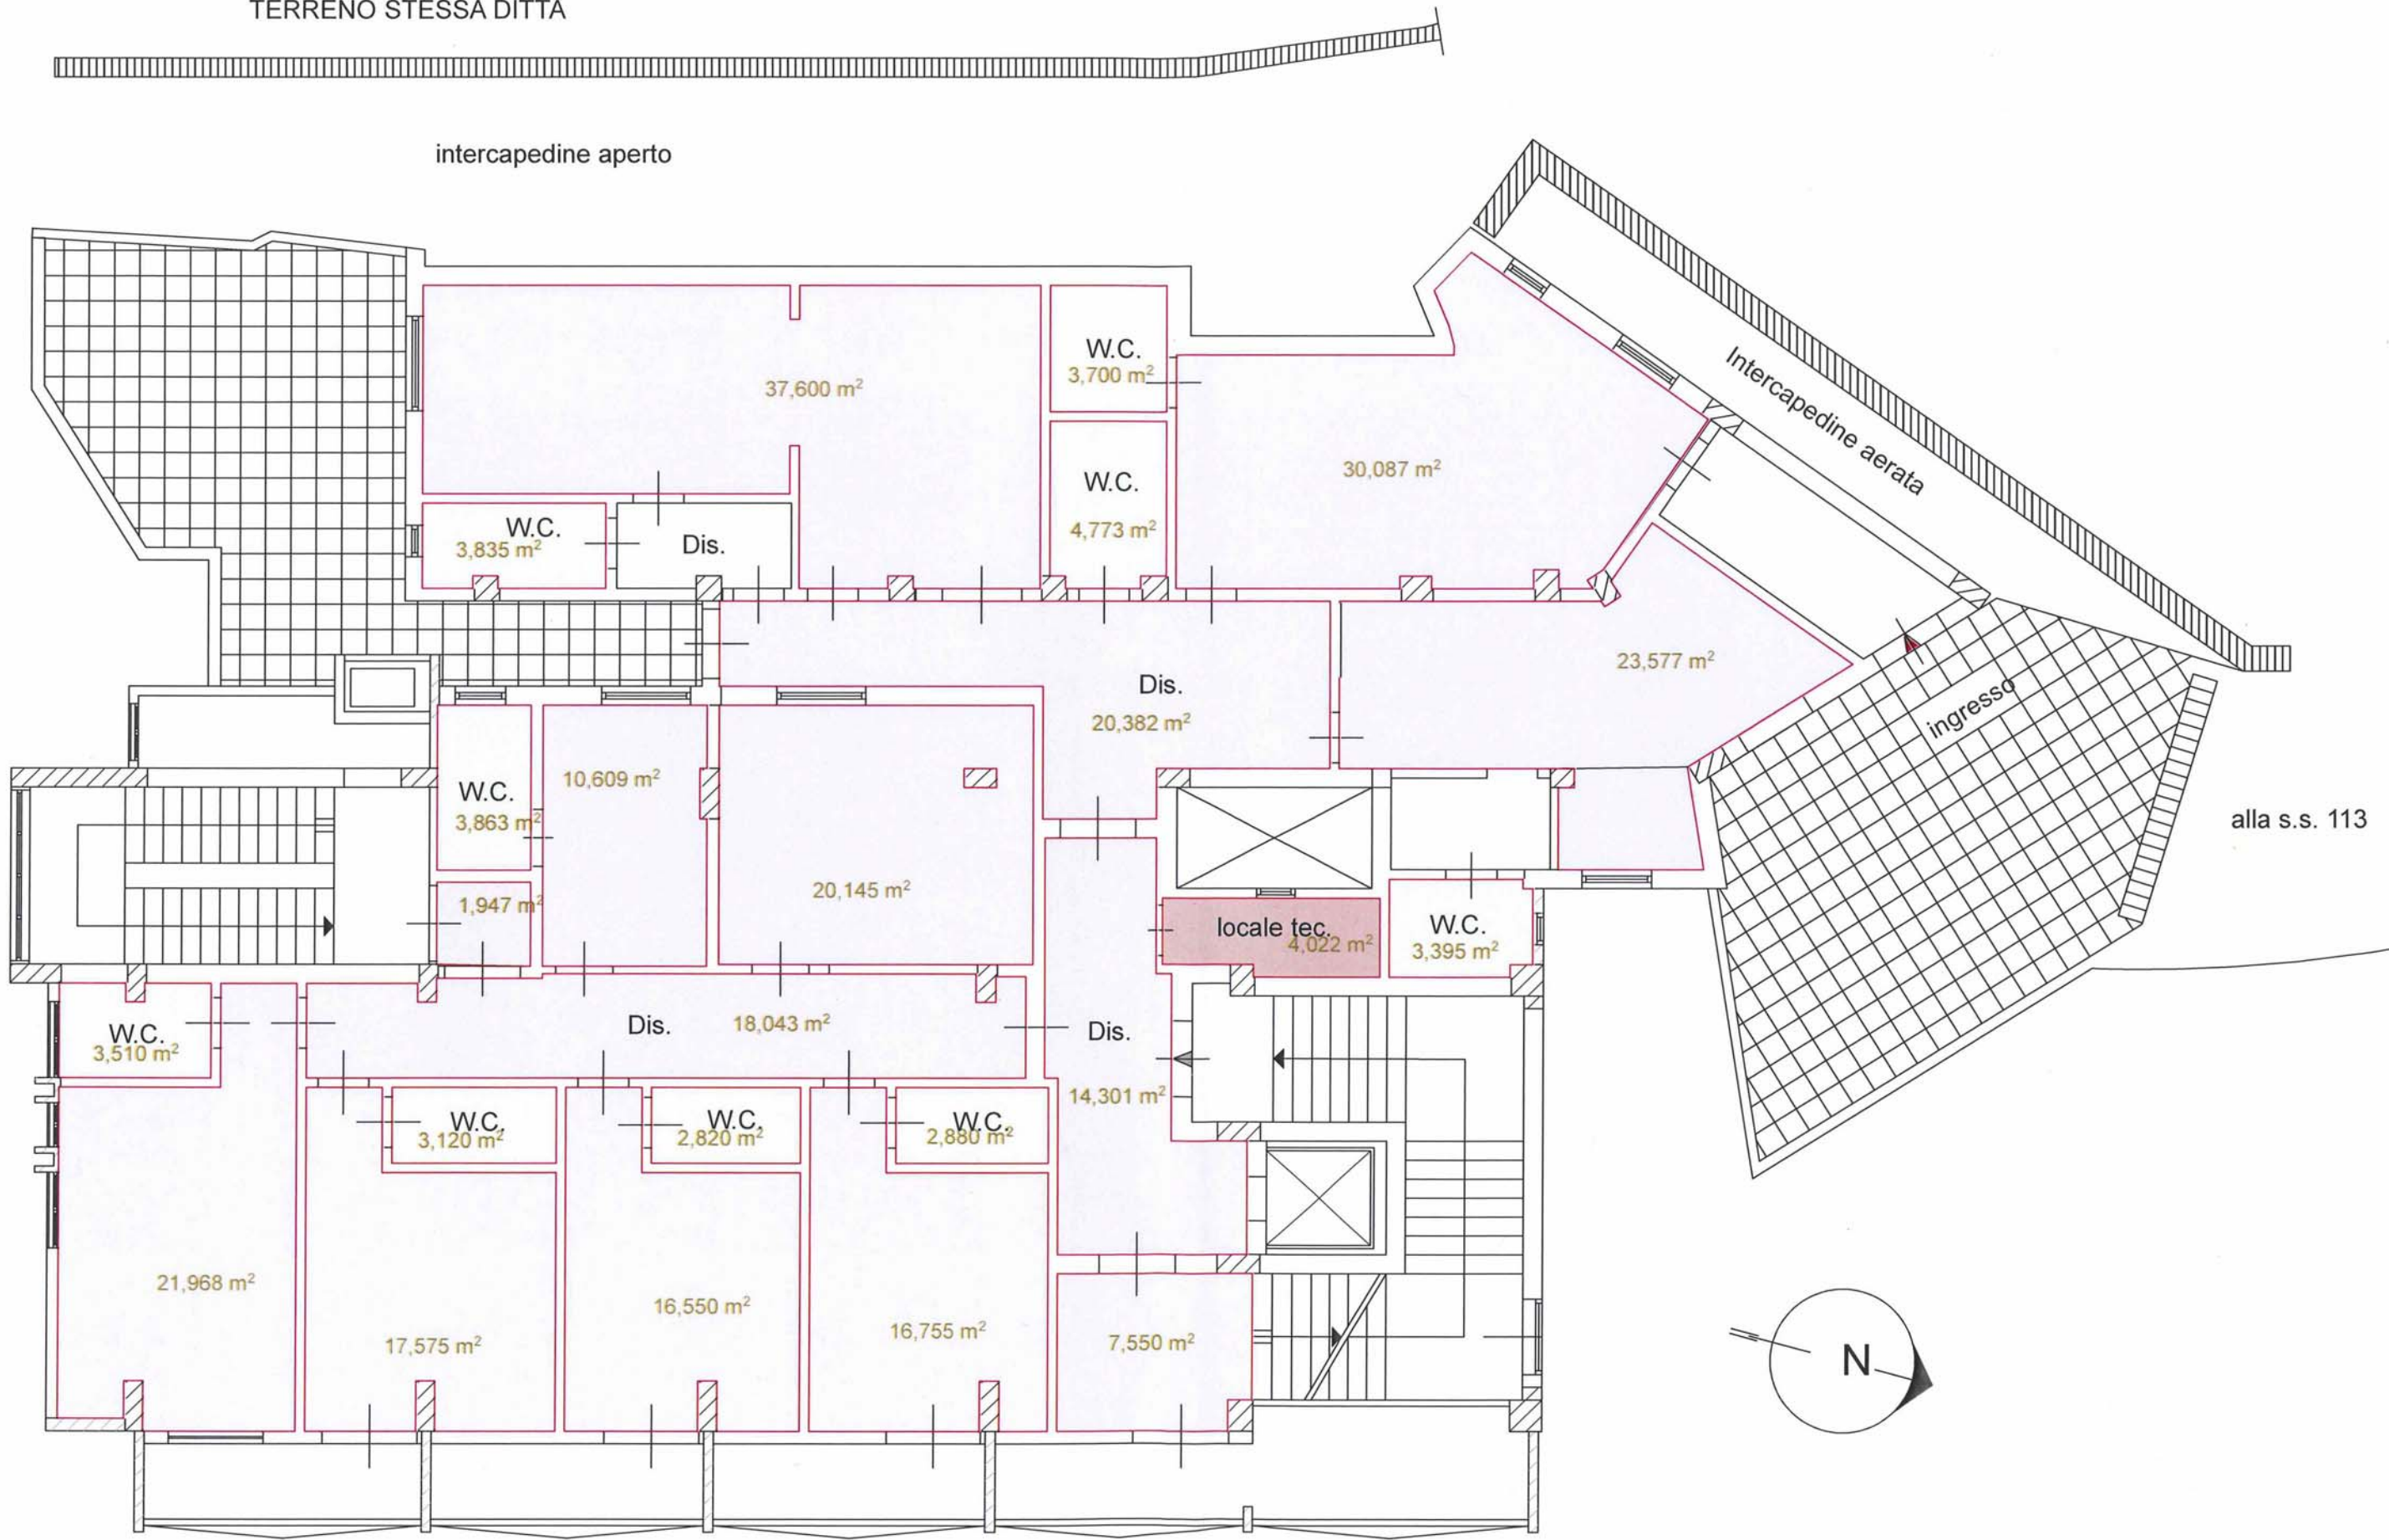 TERRENO STESSA DITTA
intercapedine aperto
Intercapedine aerata
37,600 m²
W.C.
3,700 m²
30,087 m²
W.C.
4,773 m²
W.C.
3,835 m²
Dis.
23,577 m²
Dis.
20,382 m²
ingresso
W.C.
3,863 m²
10,609 m²
20,145 m²
1,947 m²
alla s.s. 113
locale tec.
4,022 m²
W.C.
3,395 m²
W.C.
3,510 m²
Dis.
18,043 m²
Dis.
14,301 m²
W.C.
3,120 m²
W.C.
2,820 m²
W.C.
2,880 m²
21,968 m²
17,575 m²
16,550 m²
16,755 m²
7,550 m²
N